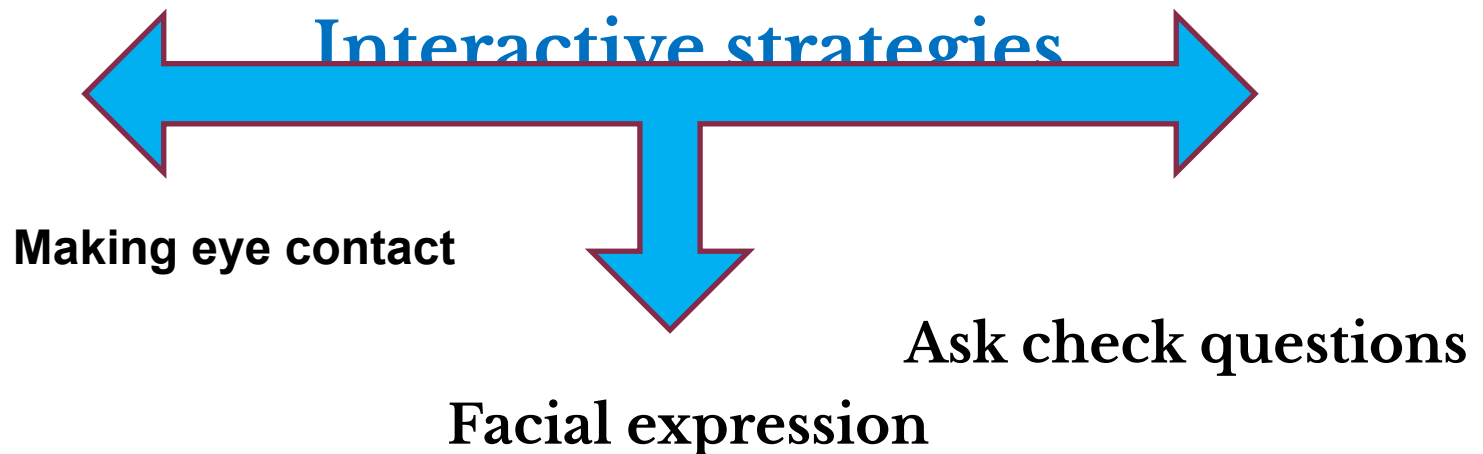 Interactive strategies
Making eye contact
Ask check questions
Facial expression